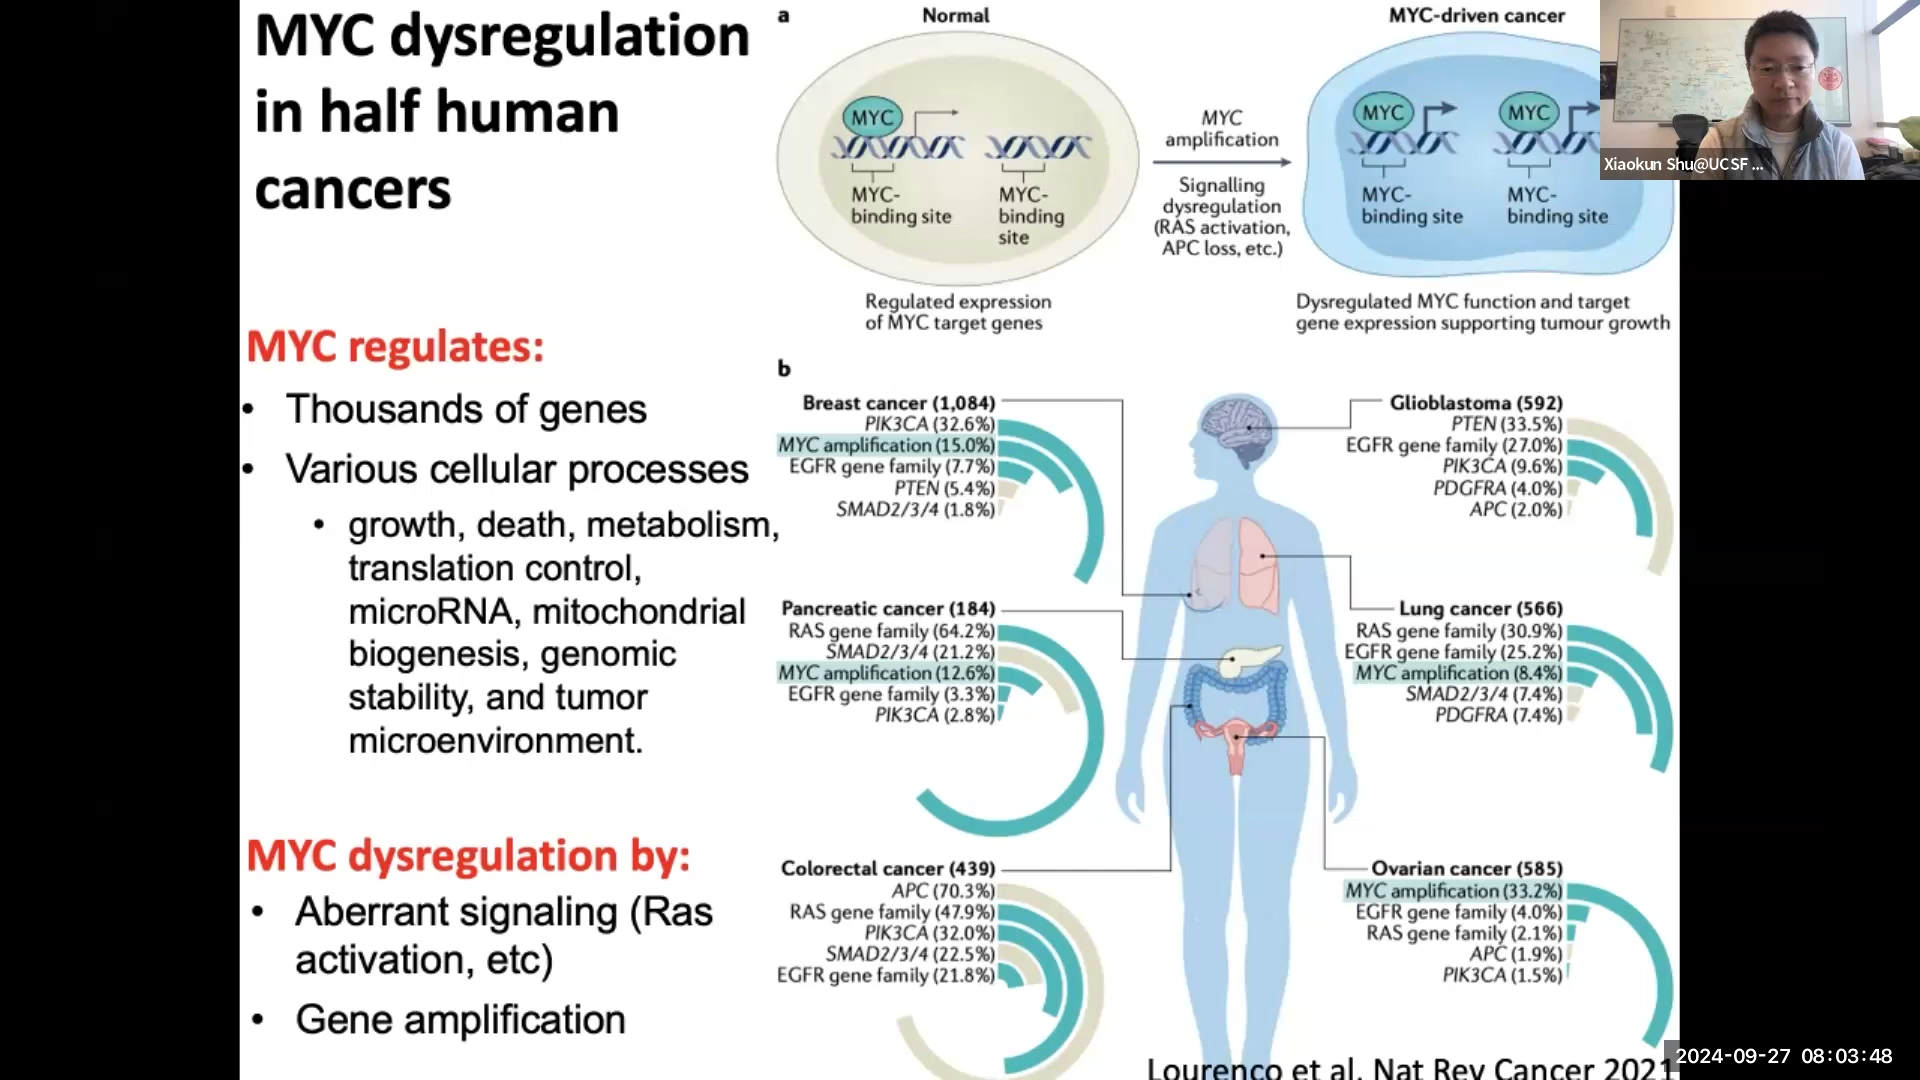 MYC dysregulation
in half human
cancers
MYC regulates:
• Thousands of genes
• Various cellular processes
• growth, death, metabolism,
translation control,
microRNA, mitochondrial
biogenesis, genomic
stability, and tumor
microenvironment.
MYC dysregulation by:
• Aberrant signaling (Ras
activation, etc)
• Gene amplification
a
Normal
MYC
MYC-
binding site
MYC-
binding
site
Regulated expression
of MYC target genes
MYC
amplification
Signalling
dysregulation
(RAS activation,
APC loss, etc.)
MYC-driven cancer
MYC
MYC
MYC-
binding site
MYC-
binding site
Dysregulated MYC function and target
gene expression supporting tumour growth
b
Breast cancer (1,084)
PIK3CA (32.6%)
MYC amplification (15.0%)
EGFR gene family (7.7%)
PTEN (5.4%)
SMAD2/3/4 (1.8%)
Glioblastoma (592)
PTEN (33.5%)
EGFR gene family (27.0%)
PIK3CA (9.6%)
PDGFRA (4.0%)
APC (2.0%)
Pancreatic cancer (184)
RAS gene family (64.2%)
SMAD2/3/4 (21.2%)
MYC amplification (12.6%)
EGFR gene family (3.3%)
PIK3CA (2.8%)
Lung cancer (566)
RAS gene family (30.9%)
EGFR gene family (25.2%)
MYC amplification (8.4%)
SMAD2/3/4 (7.4%)
PDGFRA (7.4%)
Colorectal cancer (439)
APC (70.3%)
RAS gene family (47.9%)
PIK3CA (32.0%)
SMAD2/3/4 (22.5%)
EGFR gene family (21.8%)
Ovarian cancer (585)
MYC amplification (33.2%)
EGFR gene family (4.0%)
RAS gene family (2.1%)
APC (1.9%)
PIK3CA (1.5%)
Lourenco et al. Nat Rev Cancer 2021
Xiaokun Shu@UCSF ...
2024-09-27 08:03:48